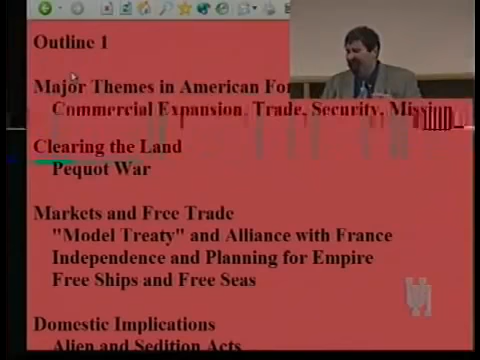 Outline 1
Major Themes in American
Commercial Expansion, Trade, Security,
Clearing the Land
Pequot War
Markets and Free Trade
"Model Treaty" and Alliance with France
Independence and Planning for Empire
Free Ships and Free Seas
Domestic Implications
Alien and Sedition Acts